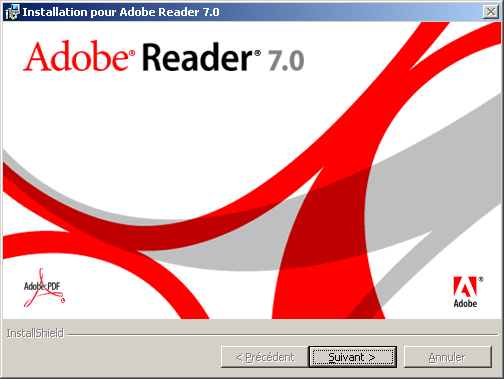 Installation pour Adobe Reader 7.0
Adobe® Reader® 7.0
Adobe PDF
Adobe®
InstallShield
< Précédent
Suivant >
Annuler